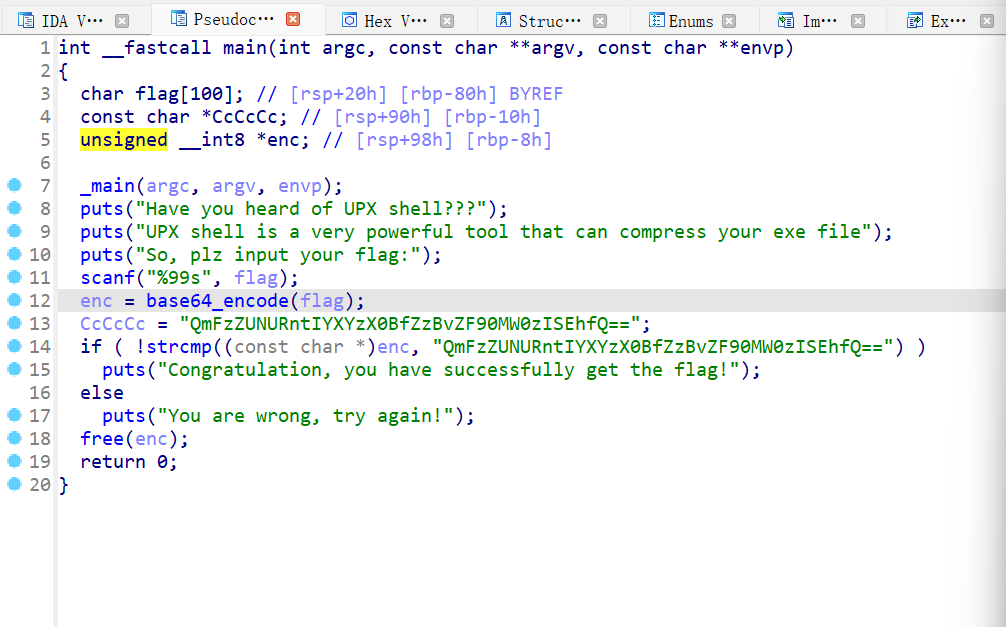 IDA V··· Pseudoc··· Hex V··· Struc··· Enums Im··· Ex···
1 int __fastcall main(int argc, const char **argv, const char **envp)
2 {
3 char flag[100]; // [rsp+20h] [rbp-80h] BYREF
4 const char *CcCcCc; // [rsp+90h] [rbp-10h]
5 unsigned __int8 *enc; // [rsp+98h] [rbp-8h]
6
7 _main(argc, argv, envp);
8 puts("Have you heard of UPX shell???");
9 puts("UPX shell is a very powerful tool that can compress your exe file");
10 puts("So, plz input your flag:");
11 scanf("%99s", flag);
12 enc = base64_encode(flag);
13 CcCcCc = "QmFzZUNURntIYXYzX0BfZzBvZF90MW0zISEhfQ==";
14 if ( !strcmp((const char *)enc, "QmFzZUNURntIYXYzX0BfZzBvZF90MW0zISEhfQ==") )
15 puts("Congratulation, you have successfully get the flag!");
16 else
17 puts("You are wrong, try again!");
18 free(enc);
19 return 0;
20 }